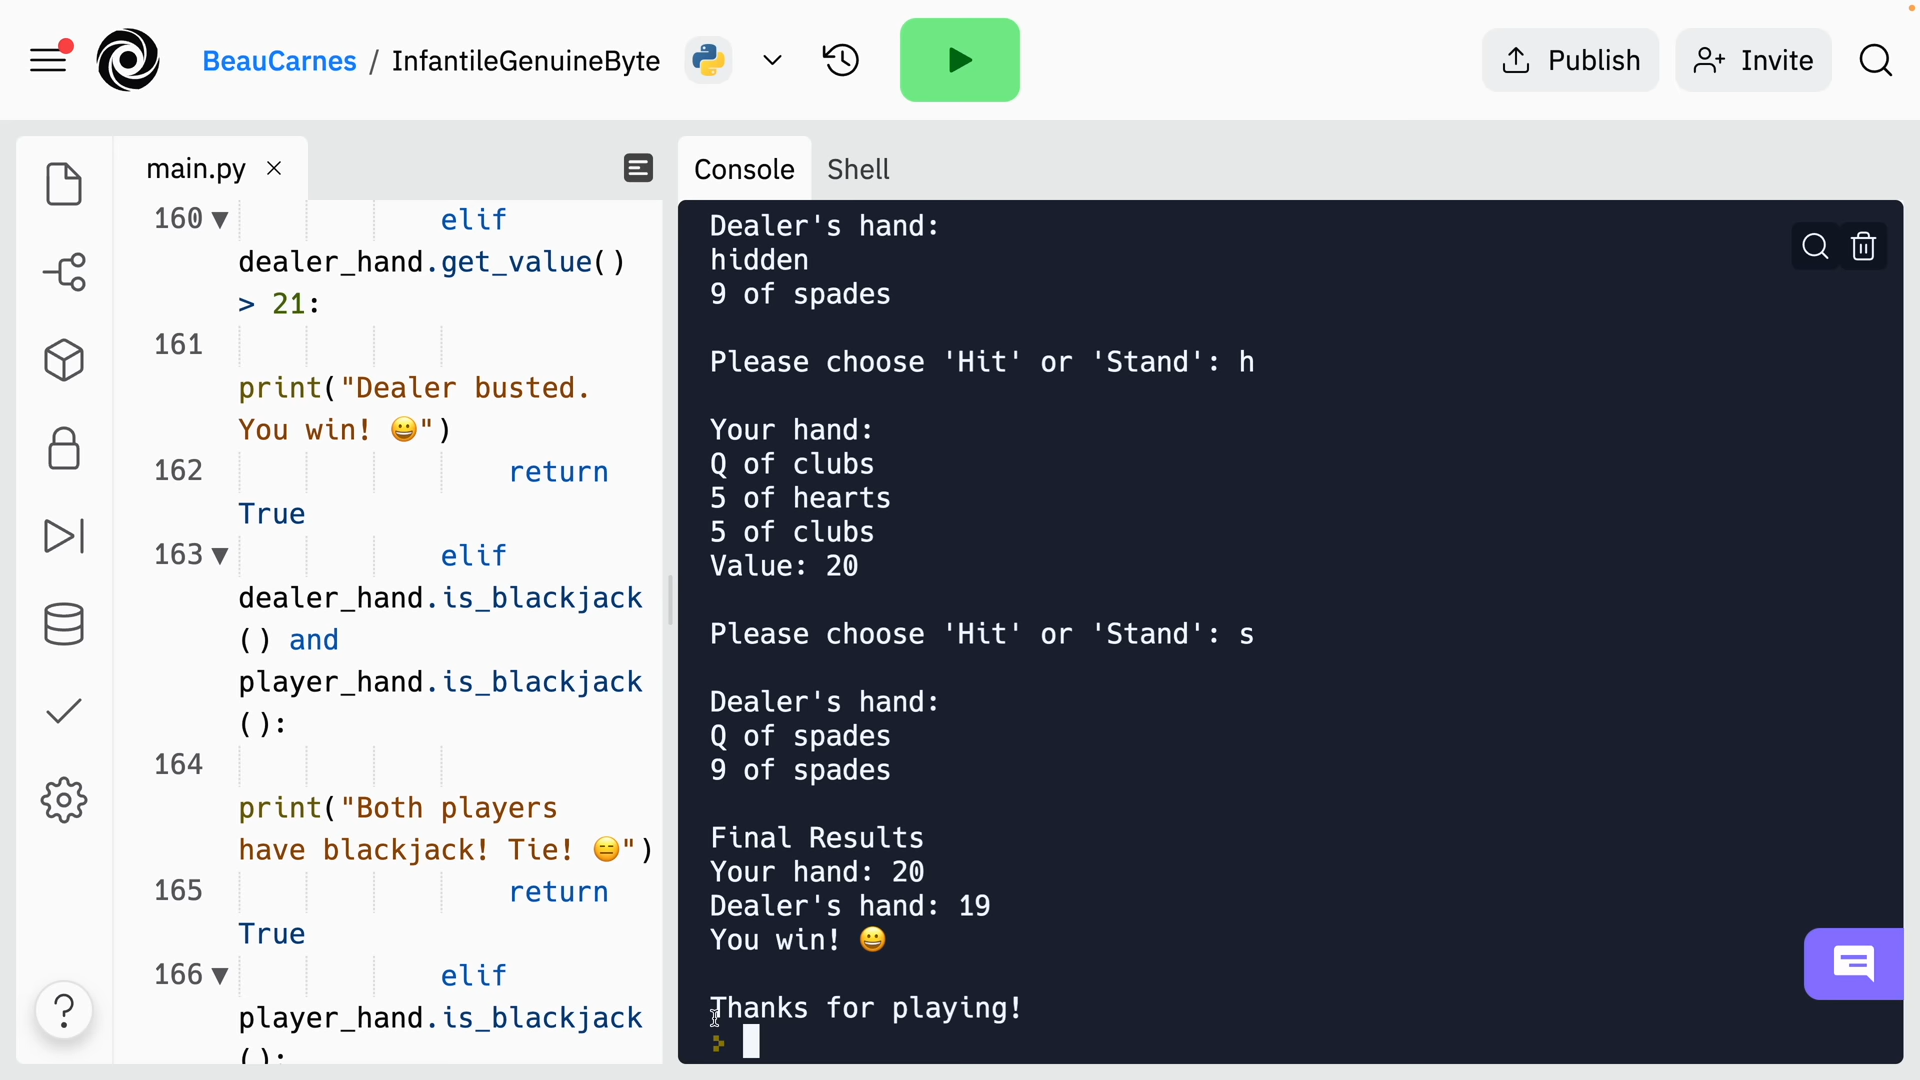 BeauCarnes / InfantileGenuineByte
Publish
Invite
main.py
160 elif
dealer_hand.get_value()
> 21:
161
print("Dealer busted.
You win! 😀")
162 return
True
163 elif
dealer_hand.is_blackjack
() and
player_hand.is_blackjack
():
164
print("Both players
have blackjack! Tie! 😑")
165 return
True
166 elif
player_hand.is_blackjack
():
?
Console Shell
Dealer's hand:
hidden
9 of spades
Please choose 'Hit' or 'Stand': h
Your hand:
Q of clubs
5 of hearts
5 of clubs
Value: 20
Please choose 'Hit' or 'Stand': s
Dealer's hand:
Q of spades
9 of spades
Final Results
Your hand: 20
Dealer's hand: 19
You win! 😀
Thanks for playing!